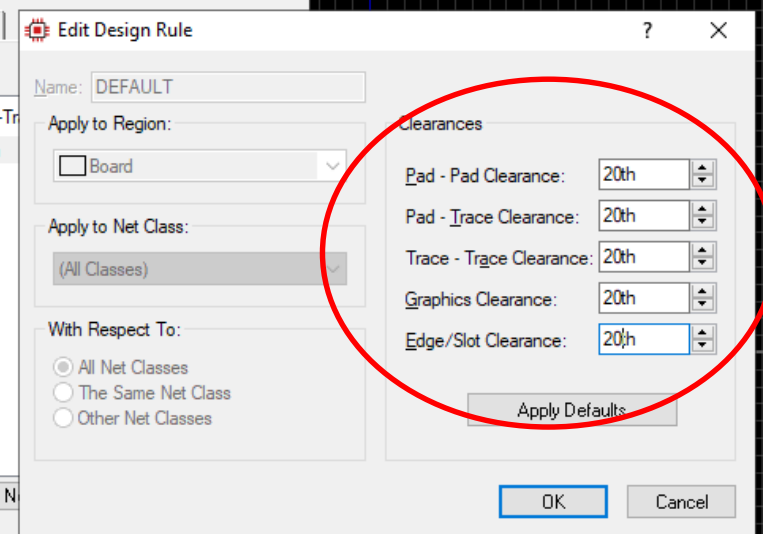 Edit Design Rule
?
Name: DEFAULT
Apply to Region:
Board
Apply to Net Class:
(All Classes)
With Respect To:
All Net Classes
The Same Net Class
Other Net Classes
Clearances
Pad - Pad Clearance: 20th
Pad - Trace Clearance: 20th
Trace - Trace Clearance: 20th
Graphics Clearance: 20th
Edge/Slot Clearance: 20th
Apply Defaults
OK
Cancel